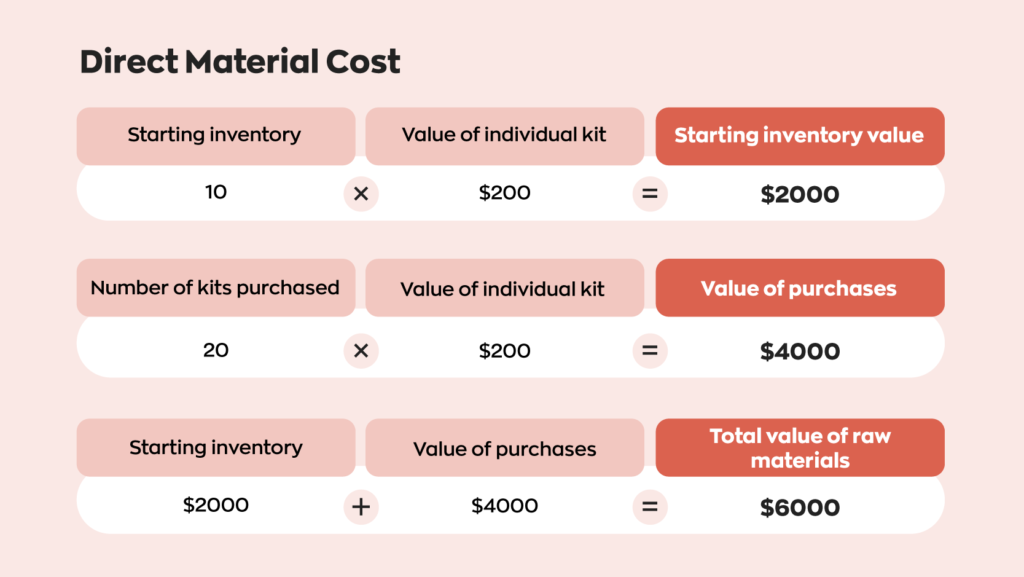 Direct Material Cost
Starting inventory Value of individual kit Starting inventory value
10 × $200 = $2000
Number of kits purchased Value of individual kit Value of purchases
20 × $200 = $4000
Starting inventory Value of purchases Total value of raw
materials
$2000 + $4000 = $6000